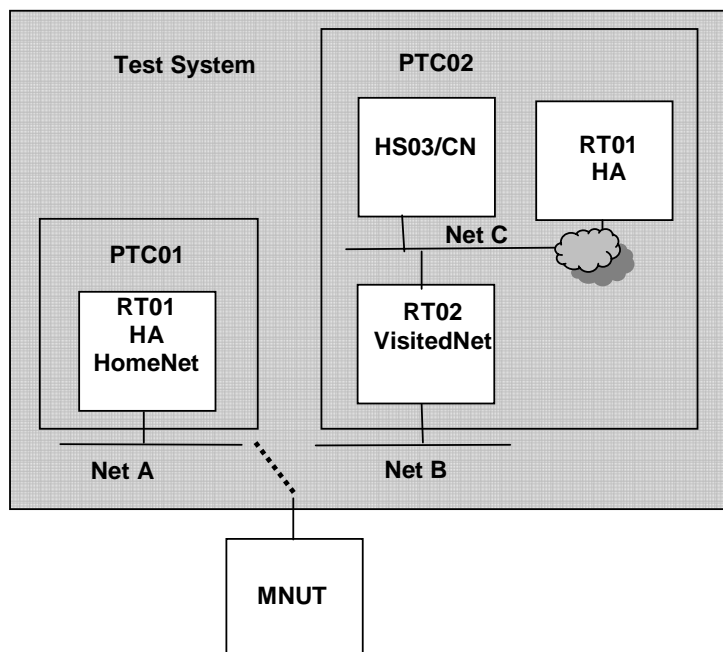 Test System
PTC02
HS03/CN
RT01
HA
Net C
PTC01
RT01
HA
HomeNet
RT02
VisitedNet
Net A
Net B
MNUT